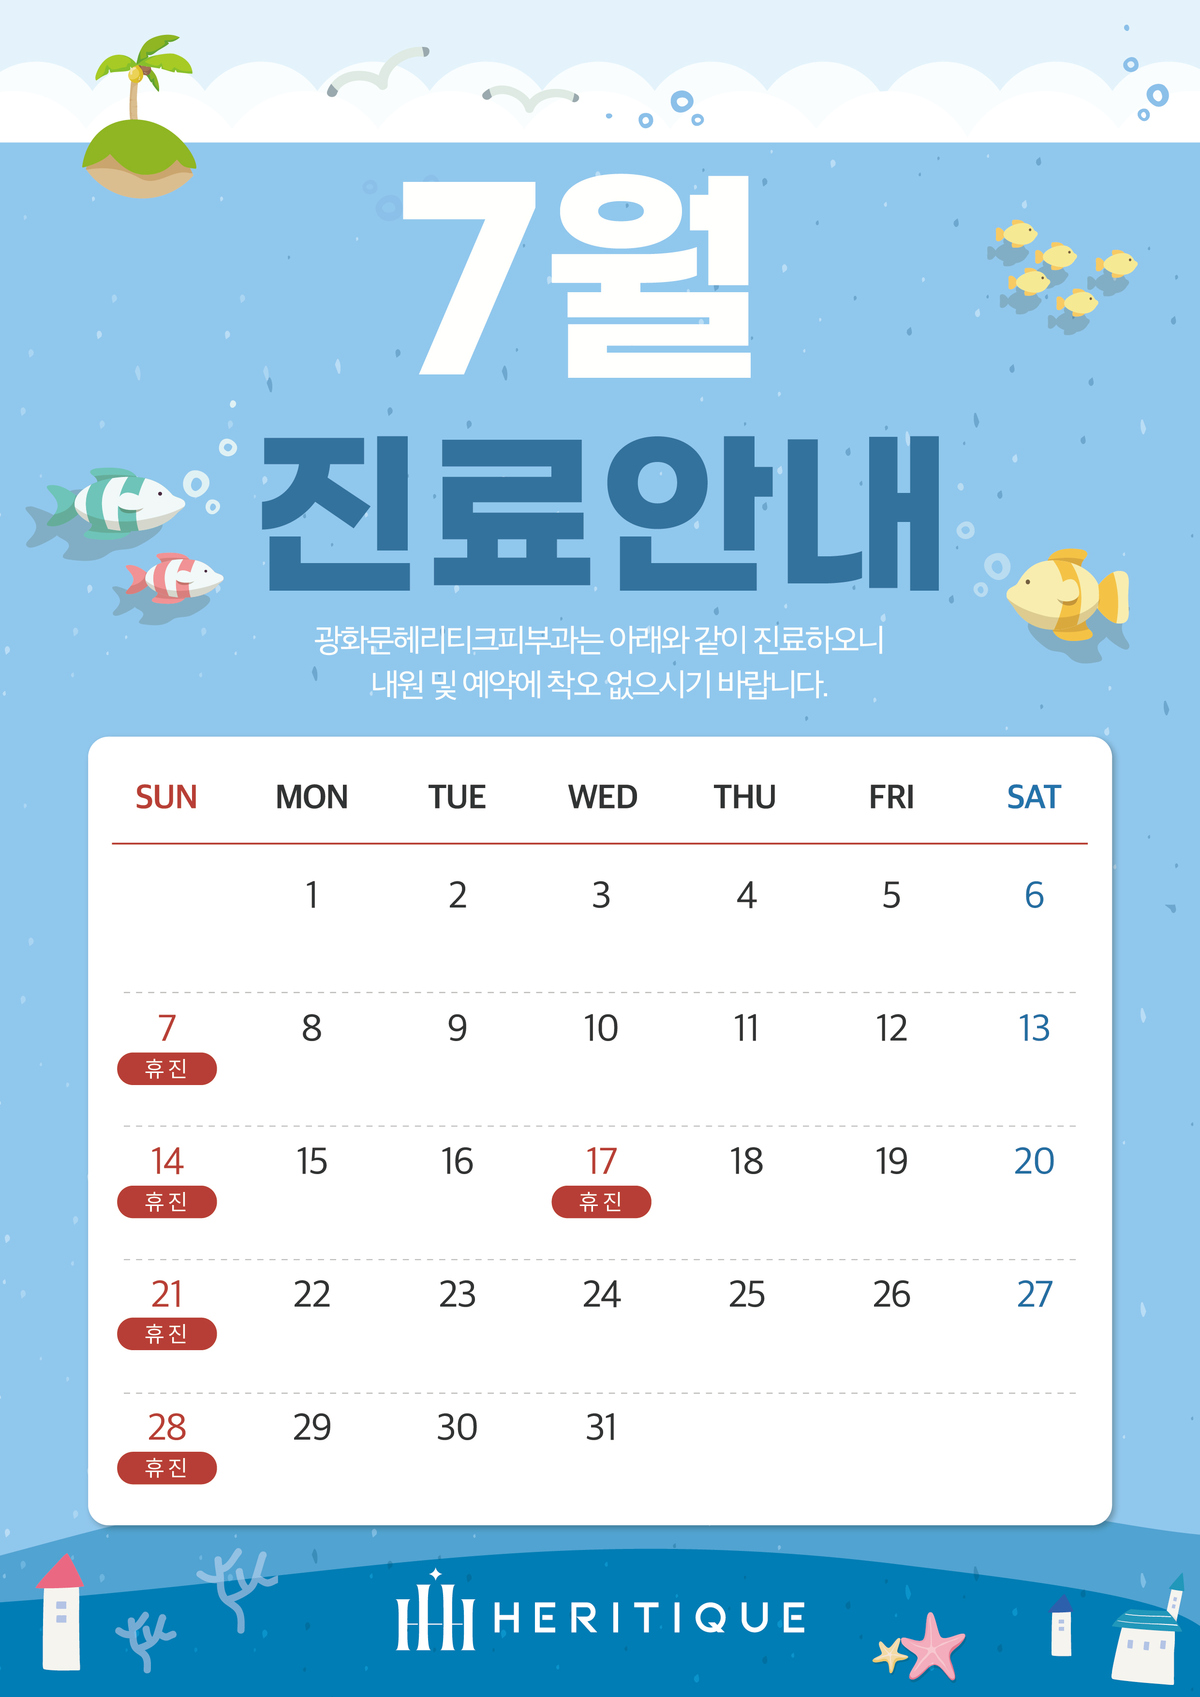 7월
진료안내
광화문헤리티크피부과는 아래와 같이 진료하오니
내원 및 예약에 착오 없으시기 바랍니다.
SUN MON TUE WED THU FRI SAT
1 2 3 4 5 6
7 8 9 10 11 12 13
휴진
14 15 16 17 18 19 20
휴진 휴진
21 22 23 24 25 26 27
휴진
28 29 30 31
휴진
HERITIQUE